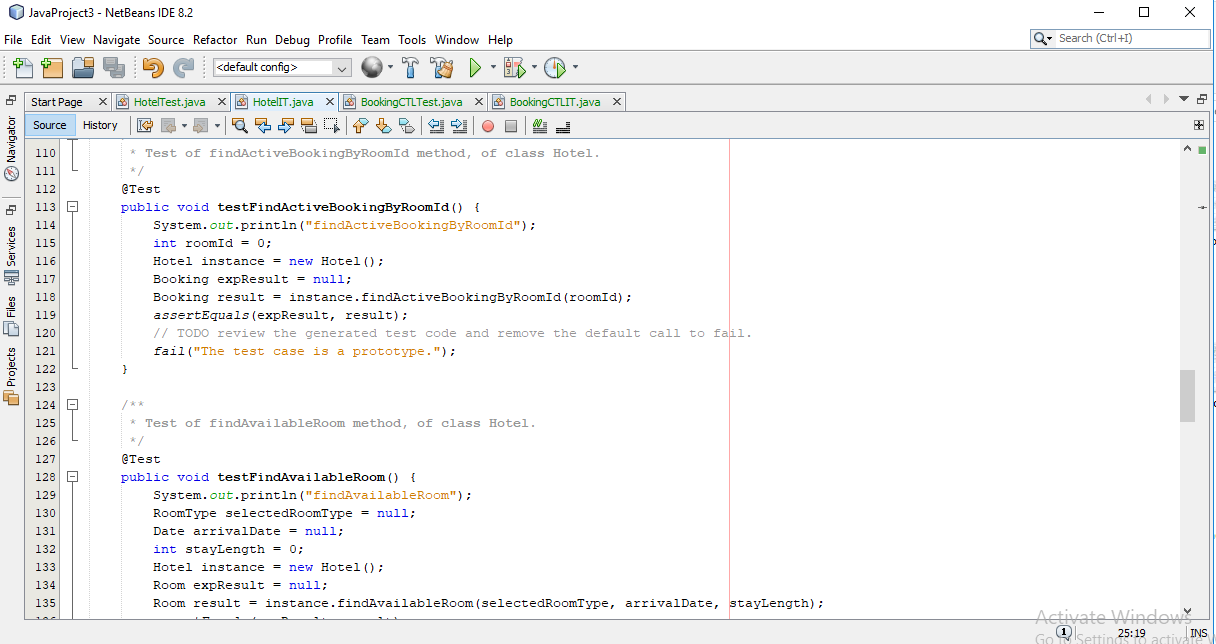 JavaProject3 - NetBeans IDE 8.2
File Edit View Navigate Source Refactor Run Debug Profile Team Tools Window Help
Search (Ctrl+I)
<default config>
Start Page HotelTest.java HotelIT.java BookingCTLTest.java BookingCTLIT.java
Source History
Navigator
Services
Files
Projects
110 * Test of findActiveBookingByRoomId method, of class Hotel.
111 */
112 @Test
113 public void testFindActiveBookingByRoomId() {
114 System.out.println("findActiveBookingByRoomId");
115 int roomId = 0;
116 Hotel instance = new Hotel();
117 Booking expResult = null;
118 Booking result = instance.findActiveBookingByRoomId(roomId);
119 assertEquals(expResult, result);
120 // TODO review the generated test code and remove the default call to fail.
121 fail("The test case is a prototype.");
122 }
123
124 /**
125 * Test of findAvailableRoom method, of class Hotel.
126 */
127 @Test
128 public void testFindAvailableRoom() {
129 System.out.println("findAvailableRoom");
130 RoomType selectedRoomType = null;
131 Date arrivalDate = null;
132 int stayLength = 0;
133 Hotel instance = new Hotel();
134 Room expResult = null;
135 Room result = instance.findAvailableRoom(selectedRoomType, arrivalDate, stayLength);
Activate Windows
Go to Settings to activate
1 25:19 INS